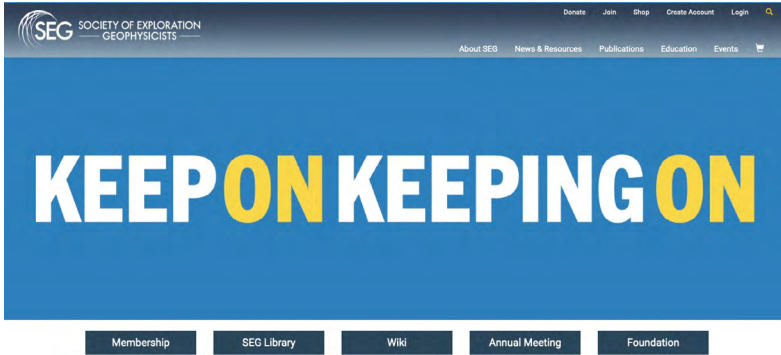 SEG SOCIETY OF EXPLORATION
GEOPHYSICISTS
Donate Join Shop Create Account Login
About SEG News & Resources Publications Education Events
KEEP ON KEEPING ON
Membership SEG Library Wiki Annual Meeting Foundation